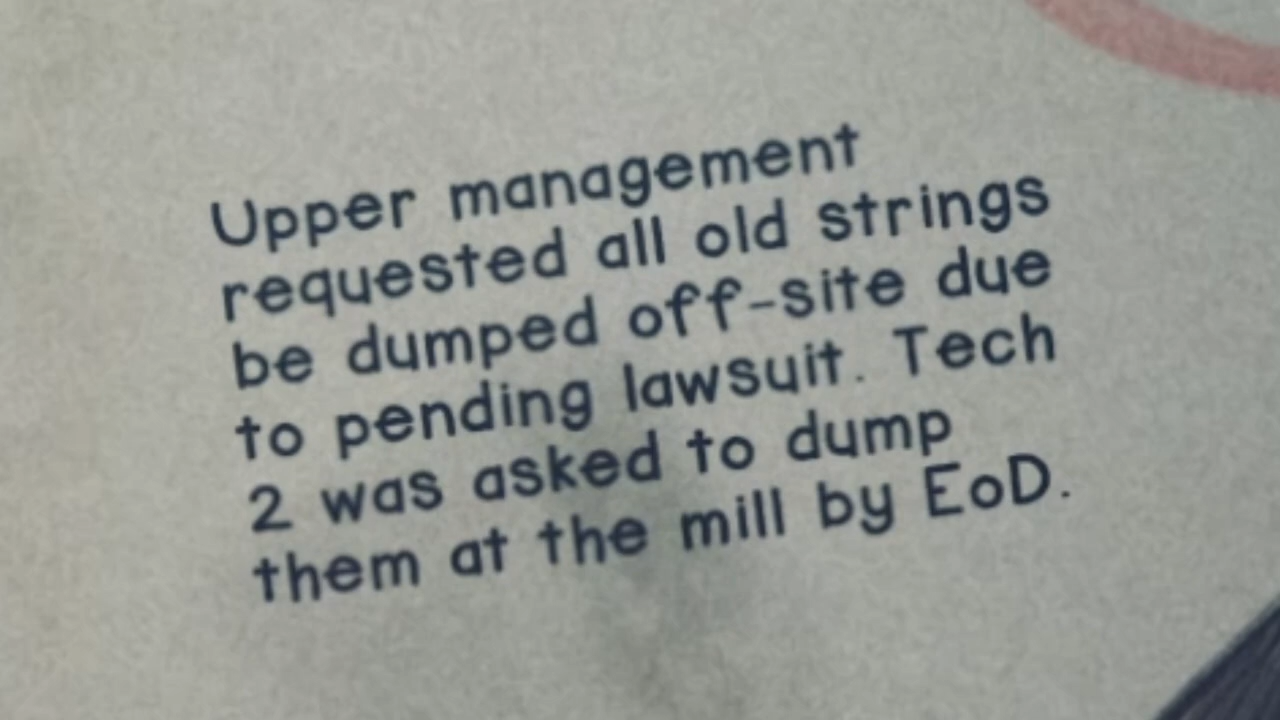 Upper management
requested all old strings
be dumped off-site due
to pending lawsuit. Tech
2 was asked to dump
them at the mill by EoD.